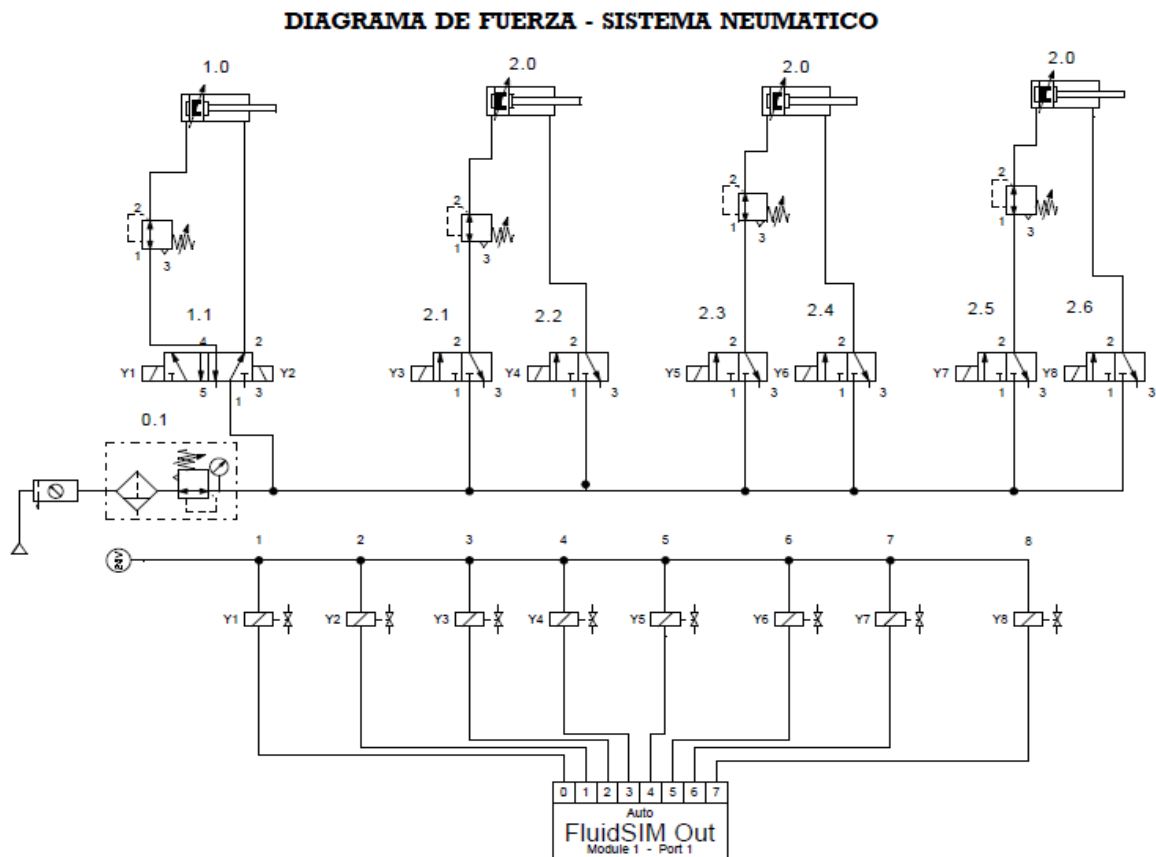 DIAGRAMA DE FUERZA - SISTEMA NEUMATICO
1.0 2.0 2.0 2.0
2 2 2 2
1 3 1 3 1 3 1 3
1.1 2.1 2.2 2.3 2.4 2.5 2.6
4 2 2 2 2 2 2 2
Y1 Y2 Y3 Y4 Y5 Y6 Y7 Y8
5 1 3 1 3 1 3 1 3 1 3 1 3 1 3
0.1
1 2 3 4 5 6 7 8
24V
Y1 Y2 Y3 Y4 Y5 Y6 Y7 Y8
0 1 2 3 4 5 6 7
Auto
FluidSIM Out
Module 1 - Port 1